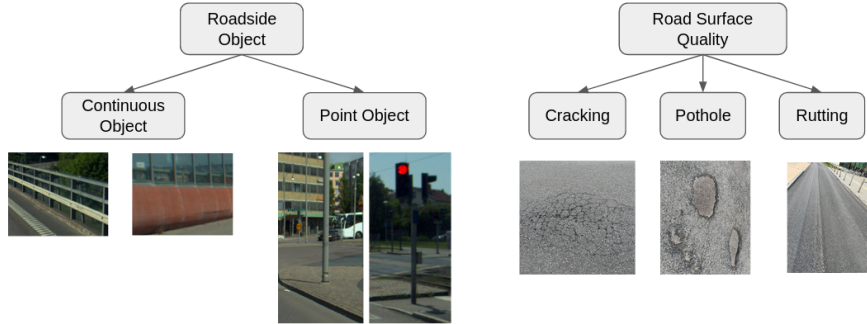 Roadside
Object
Road Surface
Quality
Continuous
Object
Point Object
Cracking
Pothole
Rutting